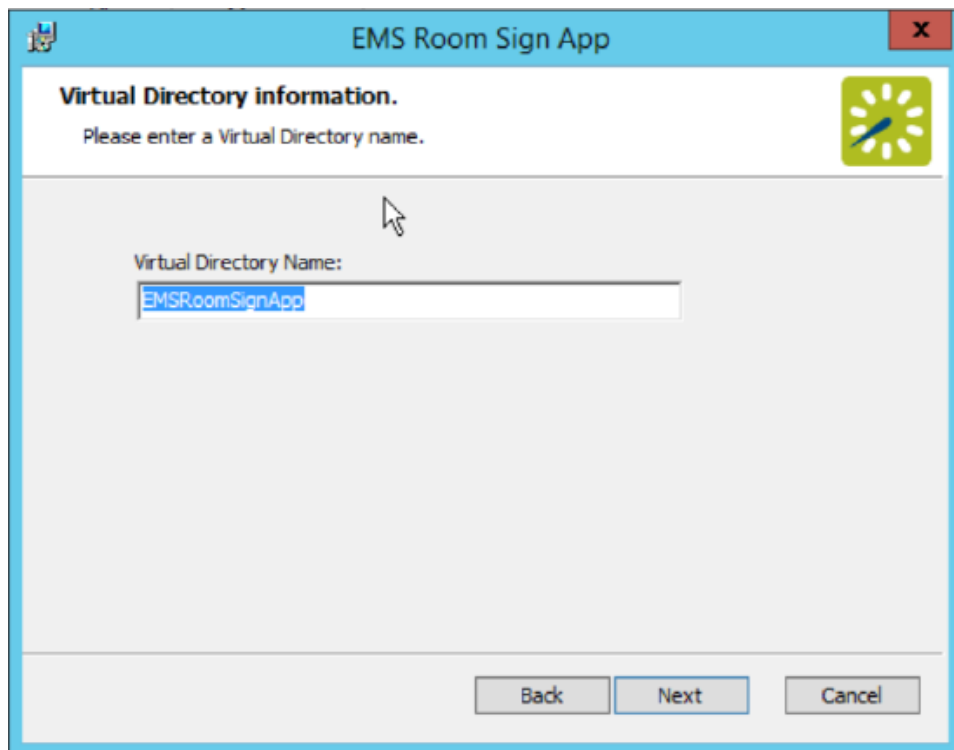 EMS Room Sign App
x
Virtual Directory information.
Please enter a Virtual Directory name.
Virtual Directory Name:
EMSRoomSignApp
Back Next Cancel